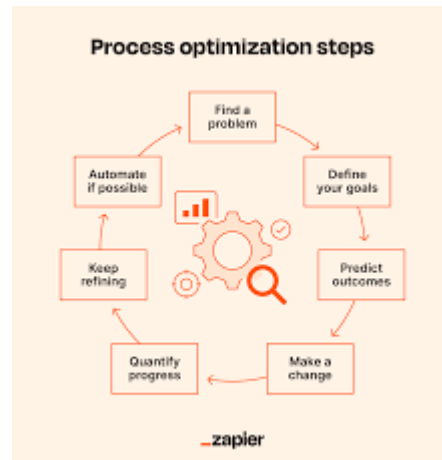 Process optimization steps
Find a
problem
Define
your goals
Predict
outcomes
Make a
change
Quantify
progress
Keep
refining
Automate
if possible
_zapier